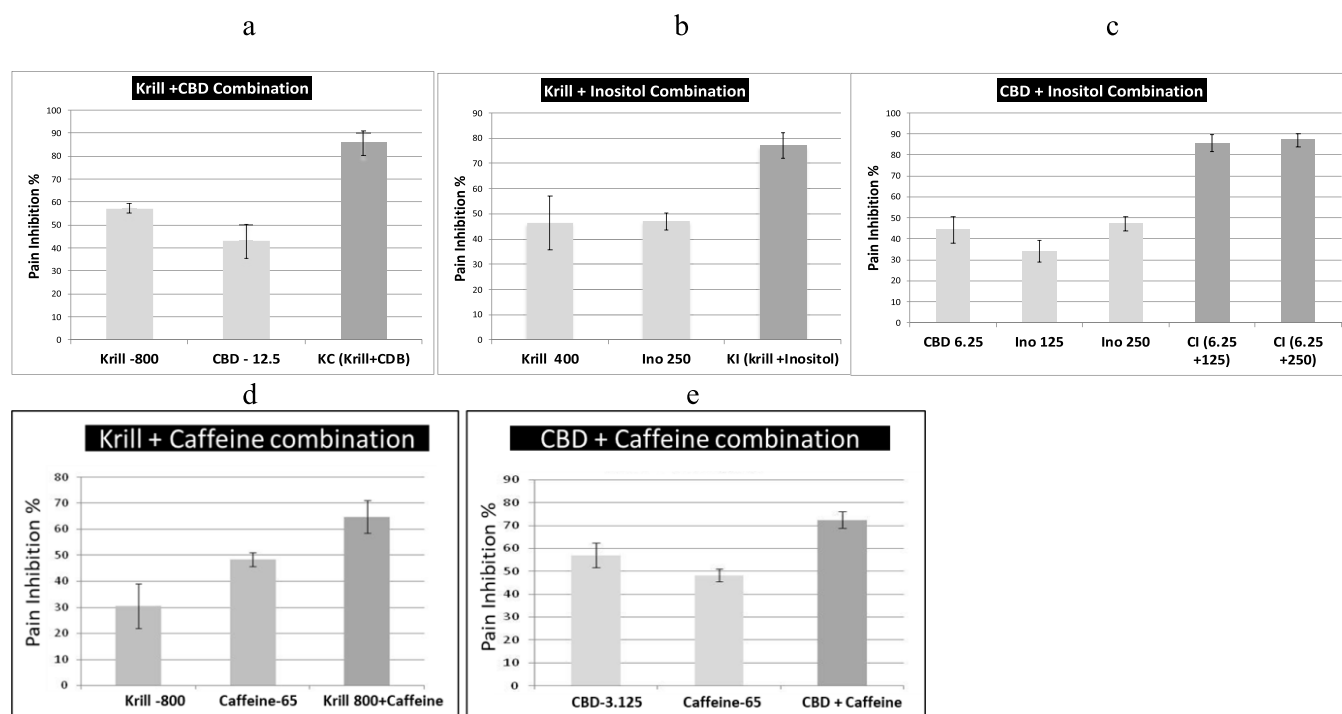 a
b
c
Krill +CBD Combination
Pain Inhibition %
100
90
80
70
60
50
40
30
20
10
0
Krill -800
CBD - 12.5
KC (Krill+CDB)
Krill + Inositol Combination
Pain Inhibition %
90
80
70
60
50
40
30
20
10
0
Krill 400
Ino 250
KI (krill +Inositol)
CBD + Inositol Combination
Pain Inhibition %
100
90
80
70
60
50
40
30
20
10
0
CBD 6.25
Ino 125
Ino 250
CI (6.25
+125)
CI (6.25
+250)
d
e
Krill + Caffeine combination
Pain Inhibition %
80
70
60
50
40
30
20
10
0
Krill -800
Caffeine-65
Krill 800+Caffeine
CBD + Caffeine combination
Pain Inhibition %
90
80
70
60
50
40
30
20
10
0
CBD-3.125
Caffeine-65
CBD + Caffeine